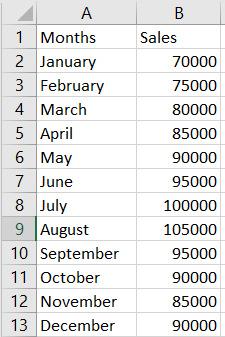 A B
1 Months Sales
2 January 70000
3 February 75000
4 March 80000
5 April 85000
6 May 90000
7 June 95000
8 July 100000
9 August 105000
10 September 95000
11 October 90000
12 November 85000
13 December 90000